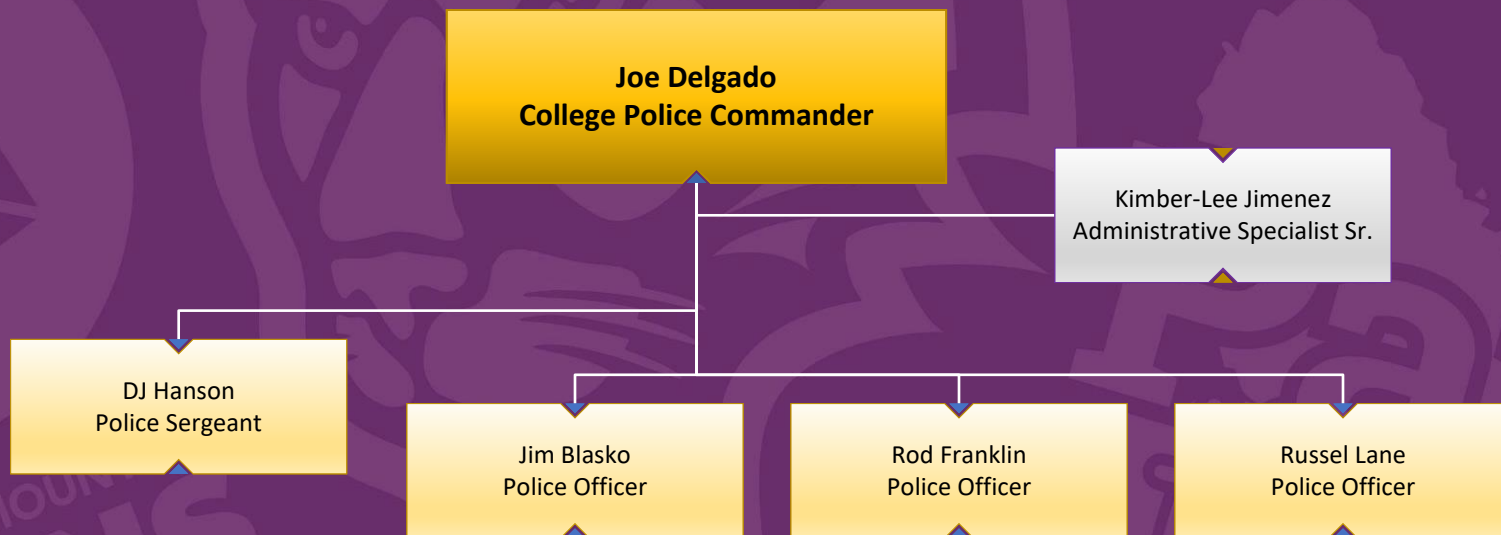 Joe Delgado
College Police Commander
Kimber-Lee Jimenez
Administrative Specialist Sr.
DJ Hanson
Police Sergeant
Jim Blasko
Police Officer
Rod Franklin
Police Officer
Russel Lane
Police Officer